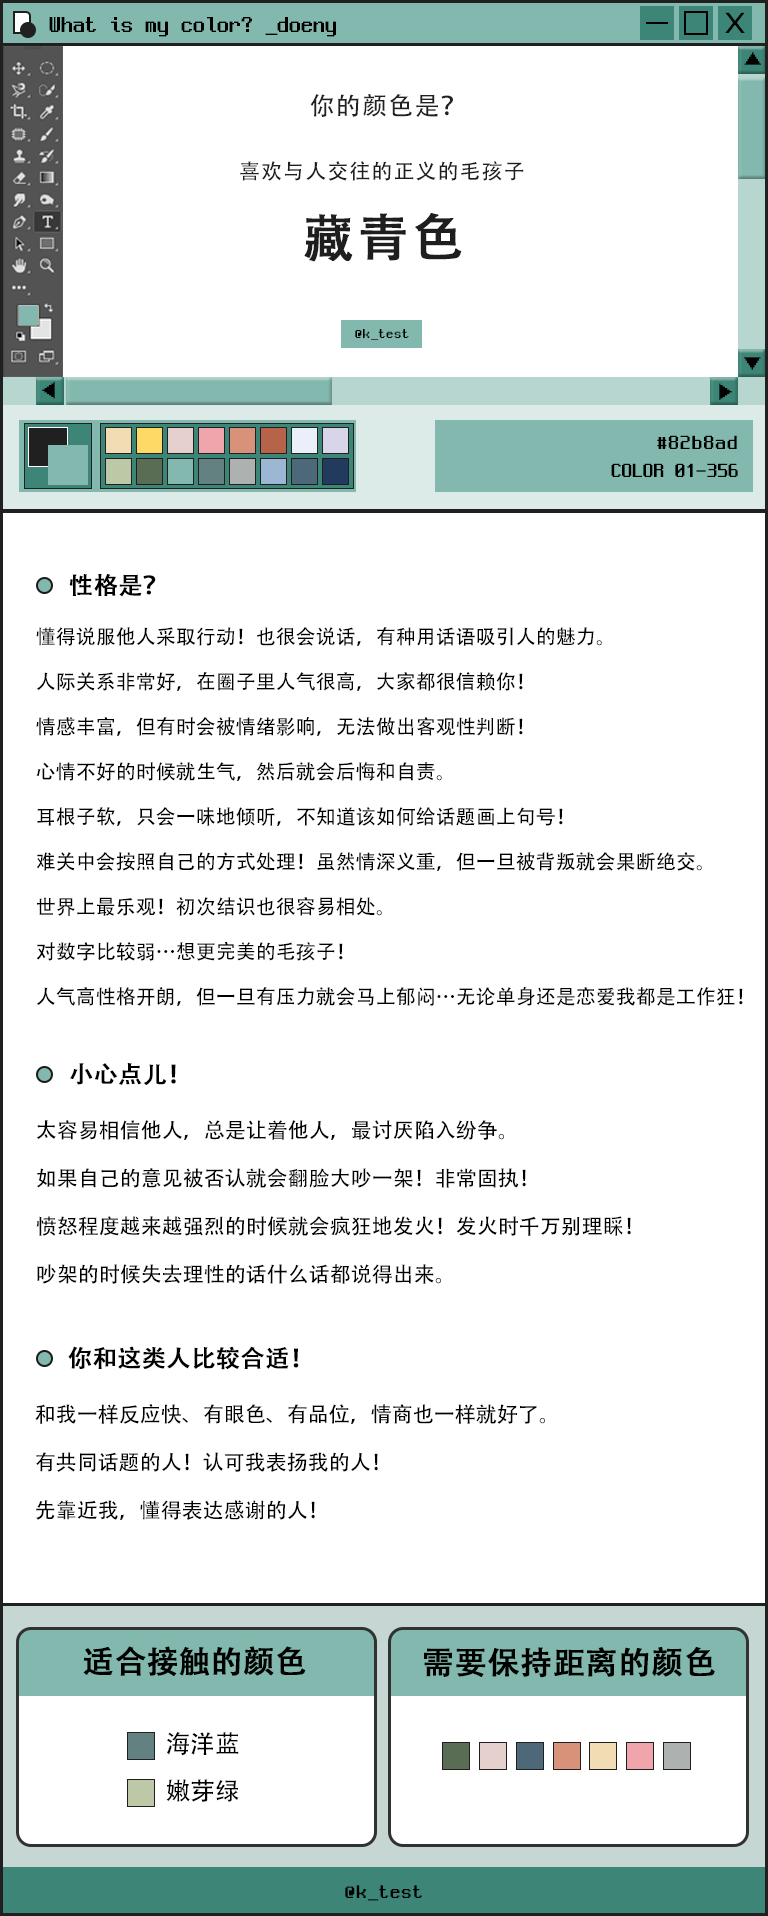 What is my color? _doeny
X
你的颜色是？
喜欢与人交往的正义的毛孩子
藏青色
@k_test
T
#82b8ad
COLOR 01-356
性格是？
懂得说服他人采取行动！也很会说话，有种用话语吸引人的魅力。
人际关系非常好，在圈子里人气很高，大家都很信赖你！
情感丰富，但有时会被情绪影响，无法做出客观性判断！
心情不好的时候就生气，然后就会后悔和自责。
耳根子软，只会一味地倾听，不知道该如何给话题画上句号！
难关中会按照自己的方式处理！虽然情深义重，但一旦被背叛就会果断绝交。
世界上最乐观！初次结识也很容易相处。
对数字比较弱…想更完美的毛孩子！
人气高性格开朗，但一旦有压力就会马上郁闷…无论单身还是恋爱我都是工作狂！
小心点儿！
太容易相信他人，总是让着他人，最讨厌陷入纷争。
如果自己的意见被否认就会翻脸大吵一架！非常固执！
愤怒程度越来越强烈的时候就会疯狂地发火！发火时千万别理睬！
吵架的时候失去理性的话什么话都说得出来。
你和这类人比较合适！
和我一样反应快、有眼色、有品位，情商也一样就好了。
有共同话题的人！认可我表扬我的人！
先靠近我，懂得表达感谢的人！
适合接触的颜色
海洋蓝
嫩芽绿
需要保持距离的颜色
@k_test